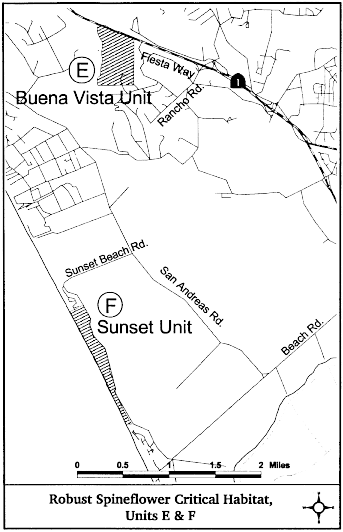 Fiesta Way
E
Buena Vista Unit
Rancho Rd.
1
Sunset Beach Rd.
San Andreas Rd.
F
Sunset Unit
Beach Rd.
0 0.5 1 1.5 2 Miles
Robust Spineflower Critical Habitat,
Units E & F